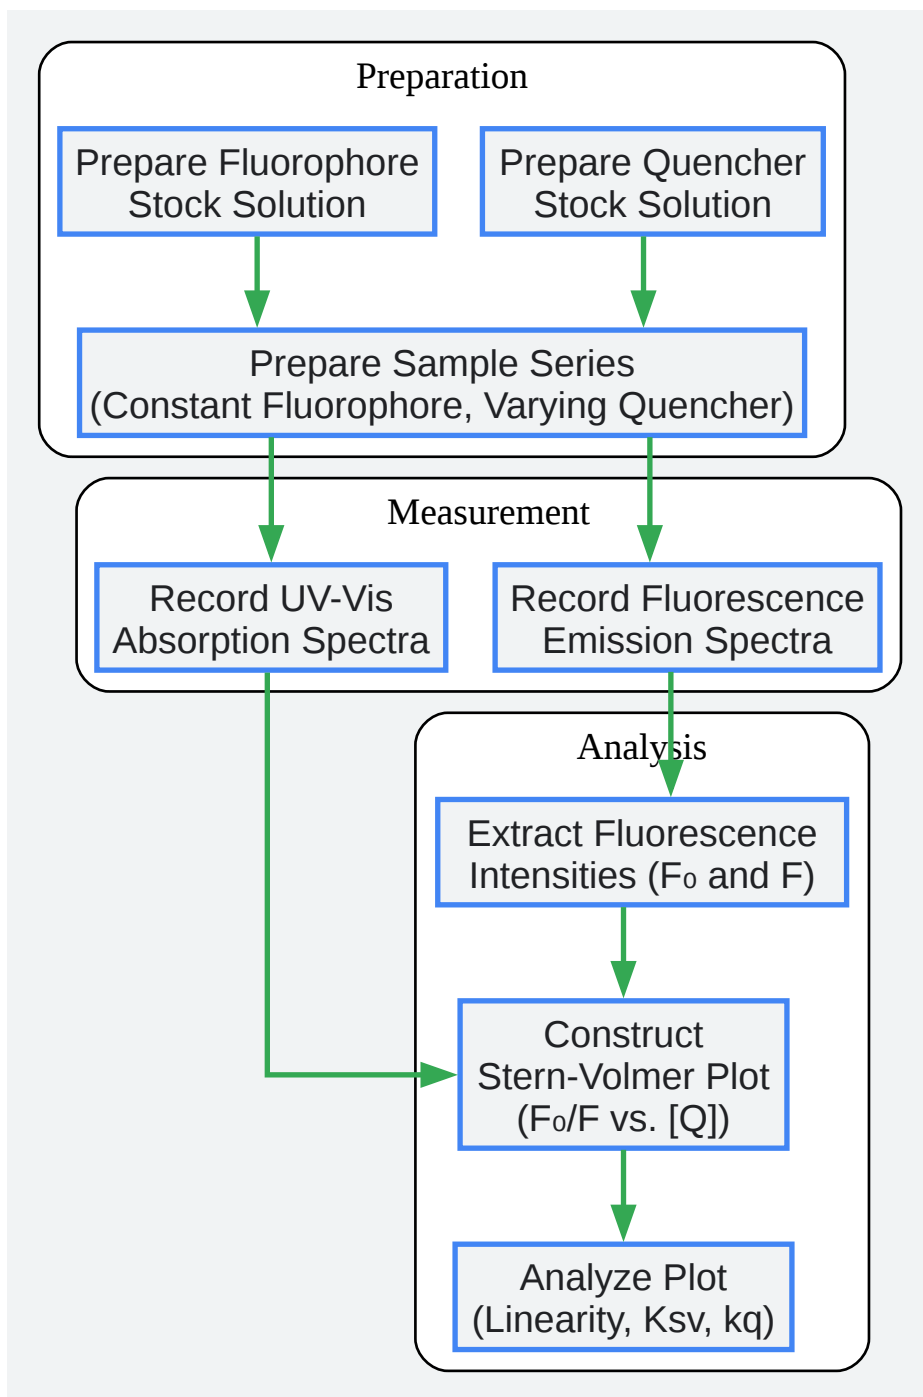 Preparation
Prepare Fluorophore
Stock Solution
Prepare Quencher
Stock Solution
Prepare Sample Series
(Constant Fluorophore, Varying Quencher)
Measurement
Record UV-Vis
Absorption Spectra
Record Fluorescence
Emission Spectra
Analysis
Extract Fluorescence
Intensities (F₀ and F)
Construct
Stern-Volmer Plot
(F₀/F vs. [Q])
Analyze Plot
(Linearity, Ksv, kq)